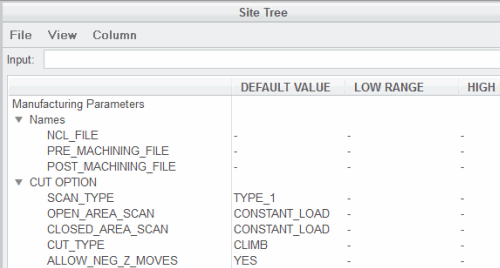 Site Tree
File View Column
Input:
DEFAULT VALUE LOW RANGE HIGH
Manufacturing Parameters
Names
NCL_FILE - - -
PRE_MACHINING_FILE - - -
POST_MACHINING_FILE - - -
CUT OPTION
SCAN_TYPE TYPE_1 - -
OPEN_AREA_SCAN CONSTANT_LOAD - -
CLOSED_AREA_SCAN CONSTANT_LOAD - -
CUT_TYPE CLIMB - -
ALLOW_NEG_Z_MOVES YES - -